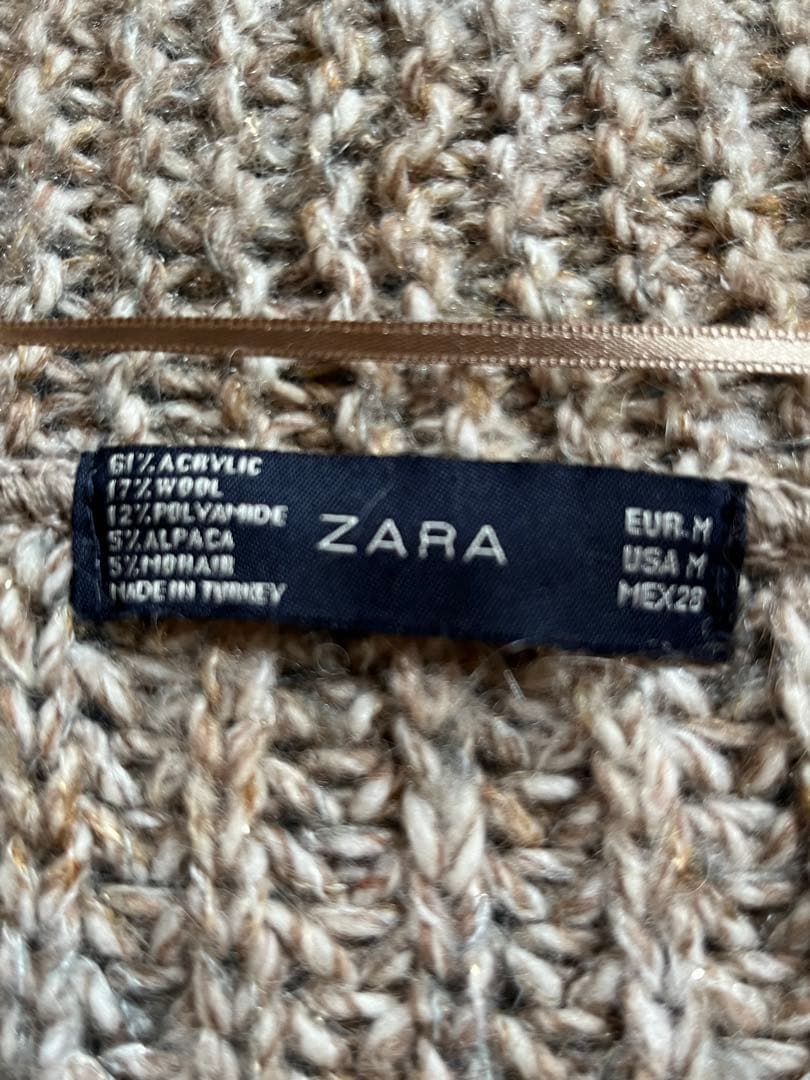 61% ACRYLIC
17% WOOL
12% POLYAMIDE
5% ALPACA
5% MOHAIR
MADE IN TURKEY
ZARA
EUR. M
USA M
MEX 28